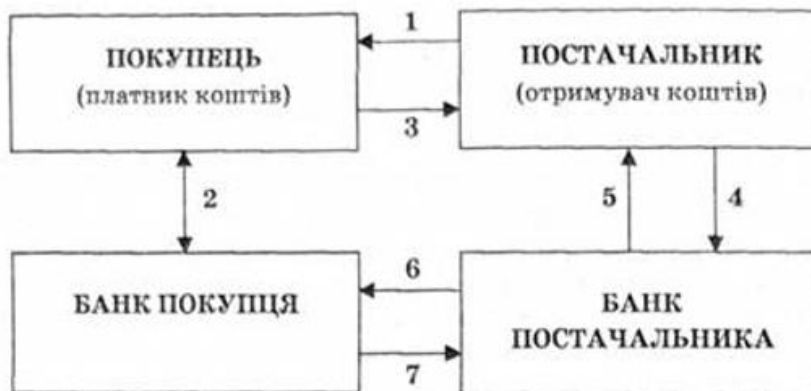 ПОКУПЕЦЬ
(платник коштів)
1
3
ПОСТАЧАЛЬНИК
(отримувач коштів)
2
5
4
БАНК ПОКУПЦЯ
6
7
БАНК
ПОСТАЧАЛЬНИКА